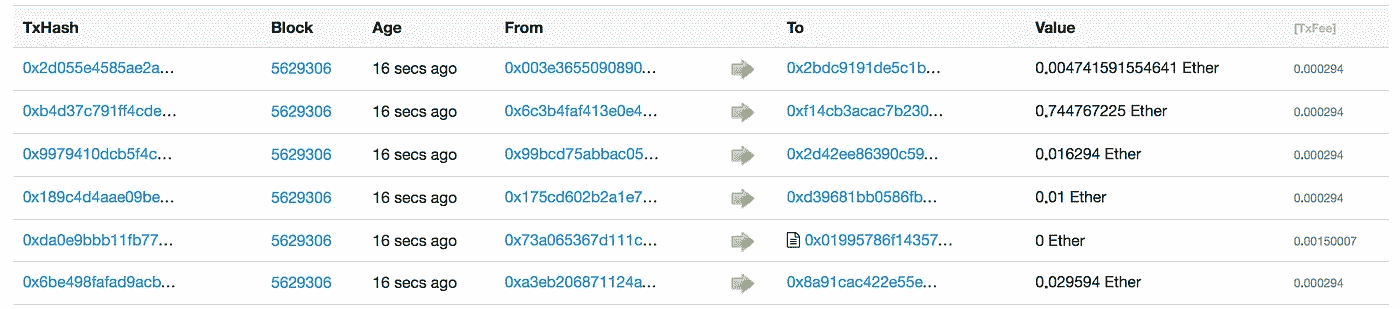 TxHash Block Age From To Value [TxFee]
0x2d055e4585ae2a... 5629306 16 secs ago 0x003e3655090890... 0x2bdc9191de5c1b... 0.004741591554641 Ether 0.000294
0xb4d37c791ff4cde... 5629306 16 secs ago 0x6c3b4faf413e0e4... 0xf14cb3acac7b230... 0.744767225 Ether 0.000294
0x9979410dcb5f4c... 5629306 16 secs ago 0x99bcd75abbac05... 0x2d42ee86390c59... 0.016294 Ether 0.000294
0x189c4d4aae09be... 5629306 16 secs ago 0x175cd602b2a1e7... 0xd39681bb0586fb... 0.01 Ether 0.000294
0xda0e9bbb11fb77... 5629306 16 secs ago 0x73a065367d111c... 0x01995786f14357... 0 Ether 0.00150007
0x6be498fafad9acb... 5629306 16 secs ago 0xa3eb206871124a... 0x8a91cac422e55e... 0.029594 Ether 0.000294